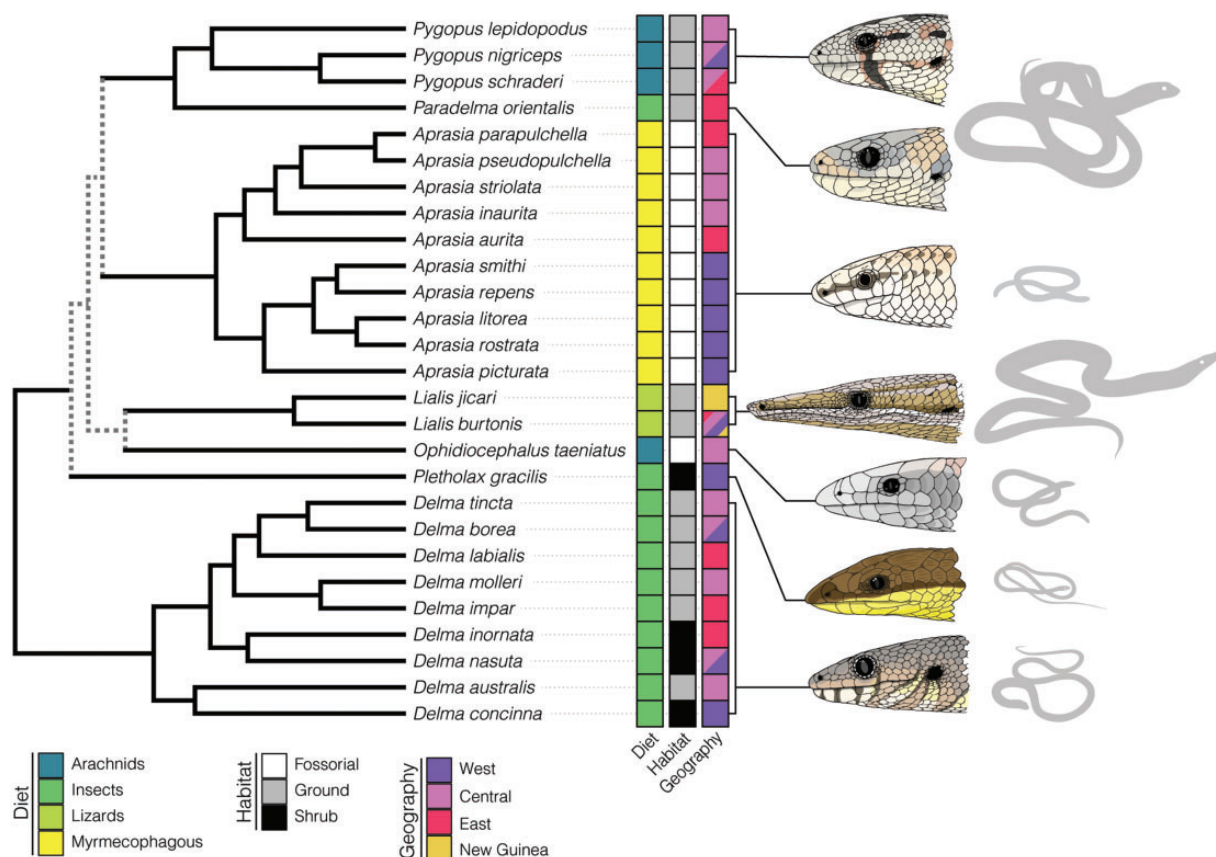 Pygopus lepidopodus
Pygopus nigriceps
Pygopus schraderi
Paradelma orientalis
Aprasia parapulchella
Aprasia pseudopulchella
Aprasia striolata
Aprasia inaurita
Aprasia aurita
Aprasia smithi
Aprasia repens
Aprasia litorea
Aprasia rostrata
Aprasia picturata
Lialis jicari
Lialis burtonis
Ophidiocephalus taeniatus
Pletholax gracilis
Delma tincta
Delma borea
Delma labialis
Delma molleri
Delma impar
Delma inornata
Delma nasuta
Delma australis
Delma concinna
Diet
Habitat
Geography
Diet
Arachnids
Insects
Lizards
Myrmecophagous
Habitat
Fossorial
Ground
Shrub
Geography
West
Central
East
New Guinea